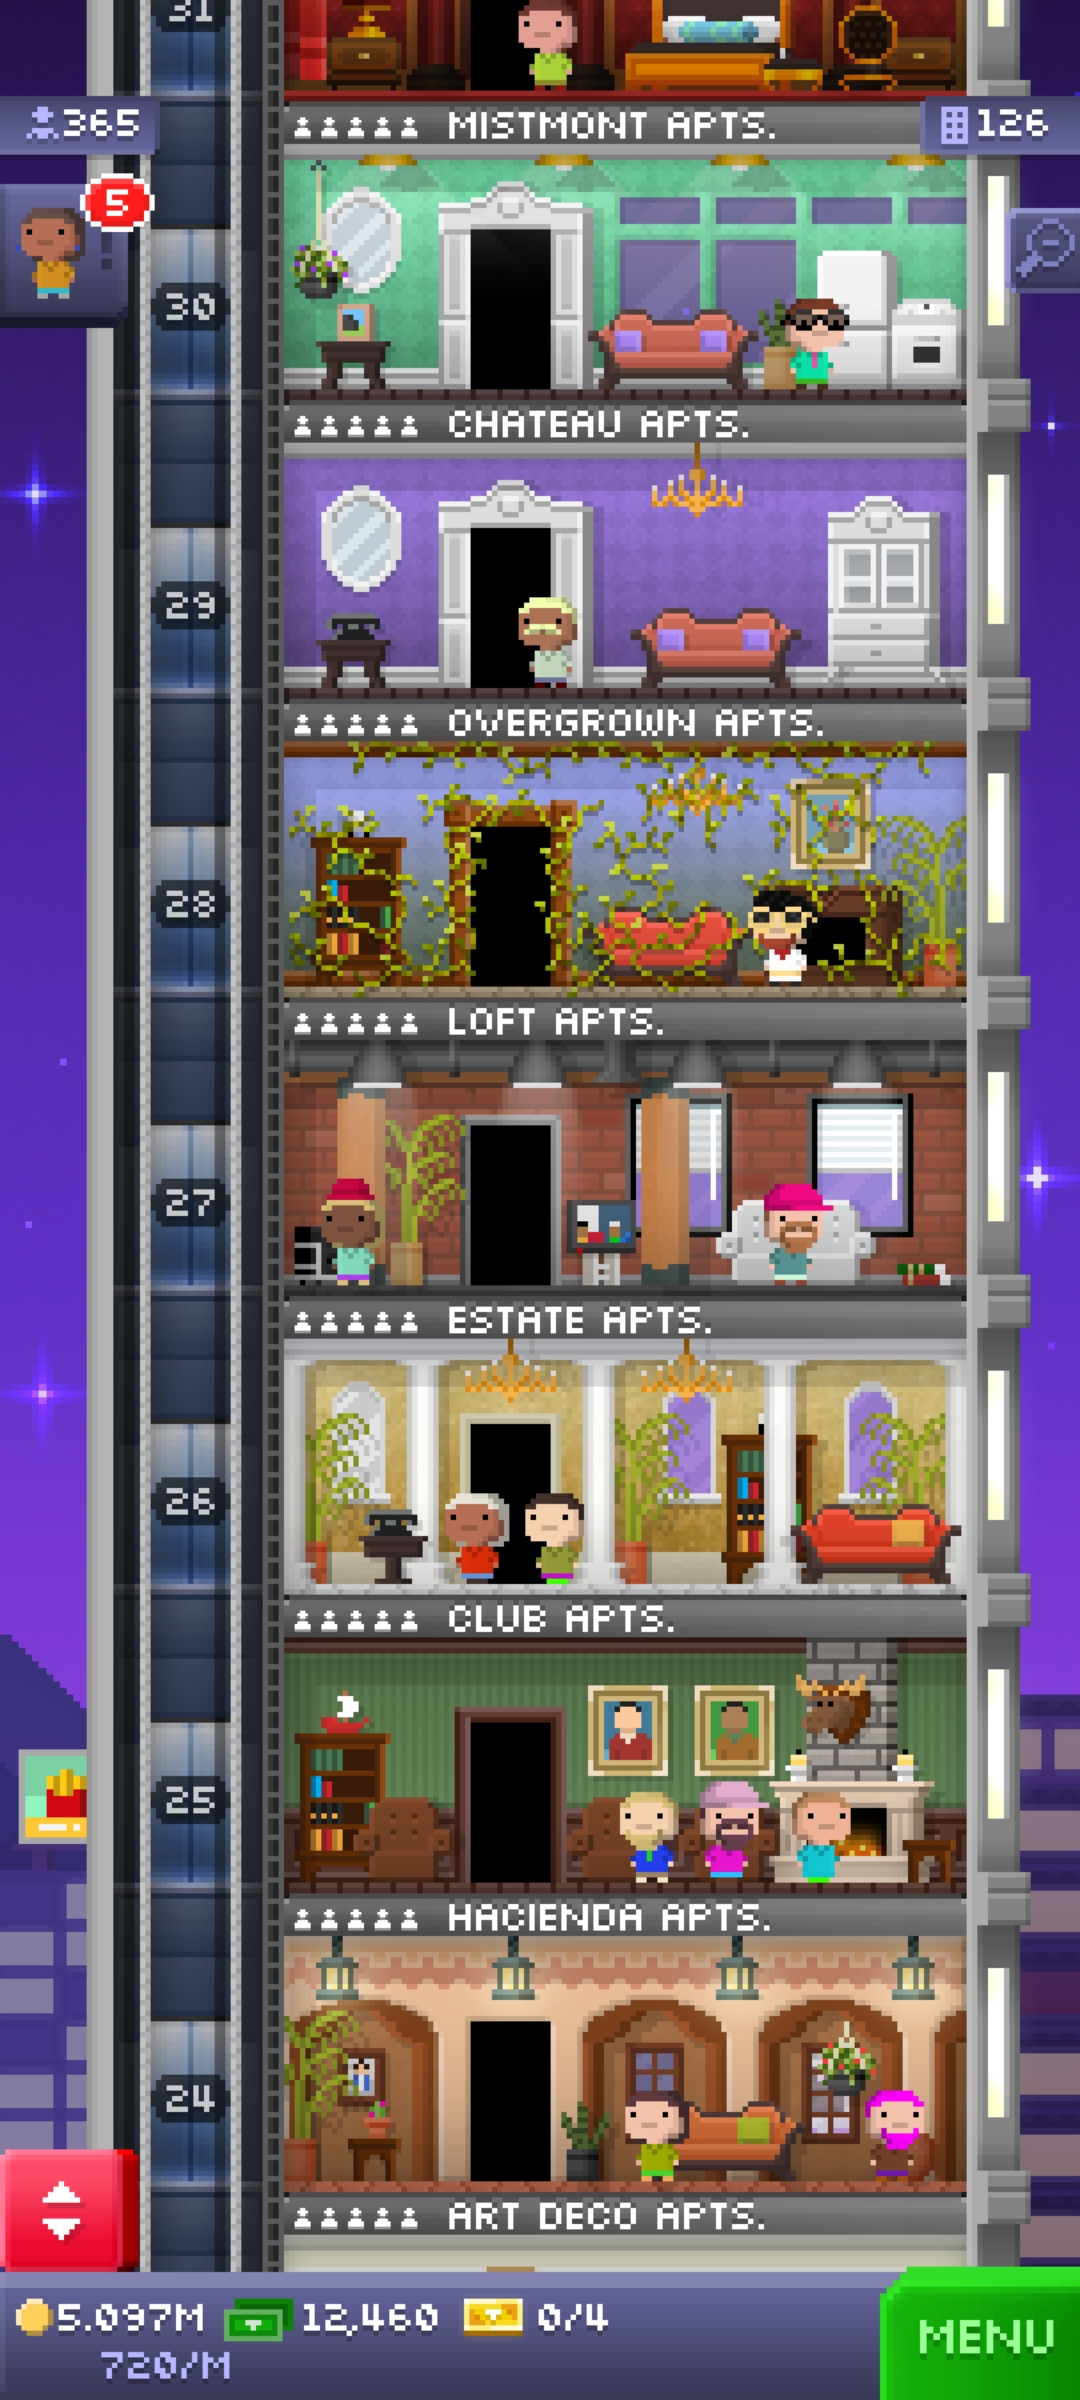 31
365
MISTMONT APTS.
126
5
30
CHATEAU APTS.
29
OVERGROWN APTS.
28
LOFT APTS.
27
ESTATE APTS.
26
CLUB APTS.
25
HACIENDA APTS.
24
ART DECO APTS.
5.097M 12,460 0/4
720/M
MENU